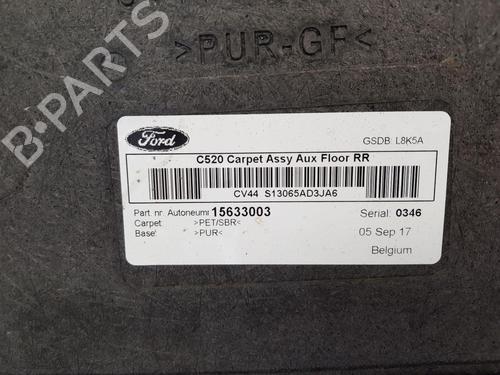 >PUR-GF<
B-PARTS
Ford
GSDB L8K5A
C520 Carpet Assy Aux Floor RR
CV44 S13065AD3JA6
Part. nr. Autoneum 15633003
Serial: 0346
Carpet: >PET/SBR<
Base: >PUR<
05 Sep 17
Belgium